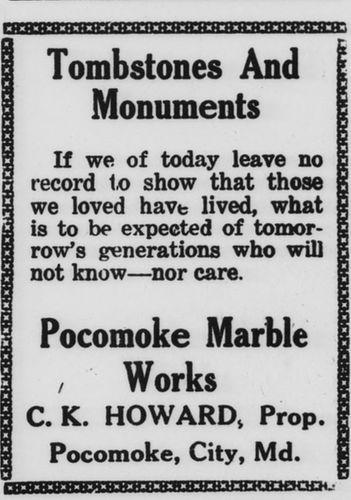 Tombstones And
Monuments
If we of today leave no
record to show that those
we loved have lived, what
is to be expected of tomor-
row's generations who will
not know—nor care.
Pocomoke Marble
Works
C. K. HOWARD, Prop.
Pocomoke, City, Md.